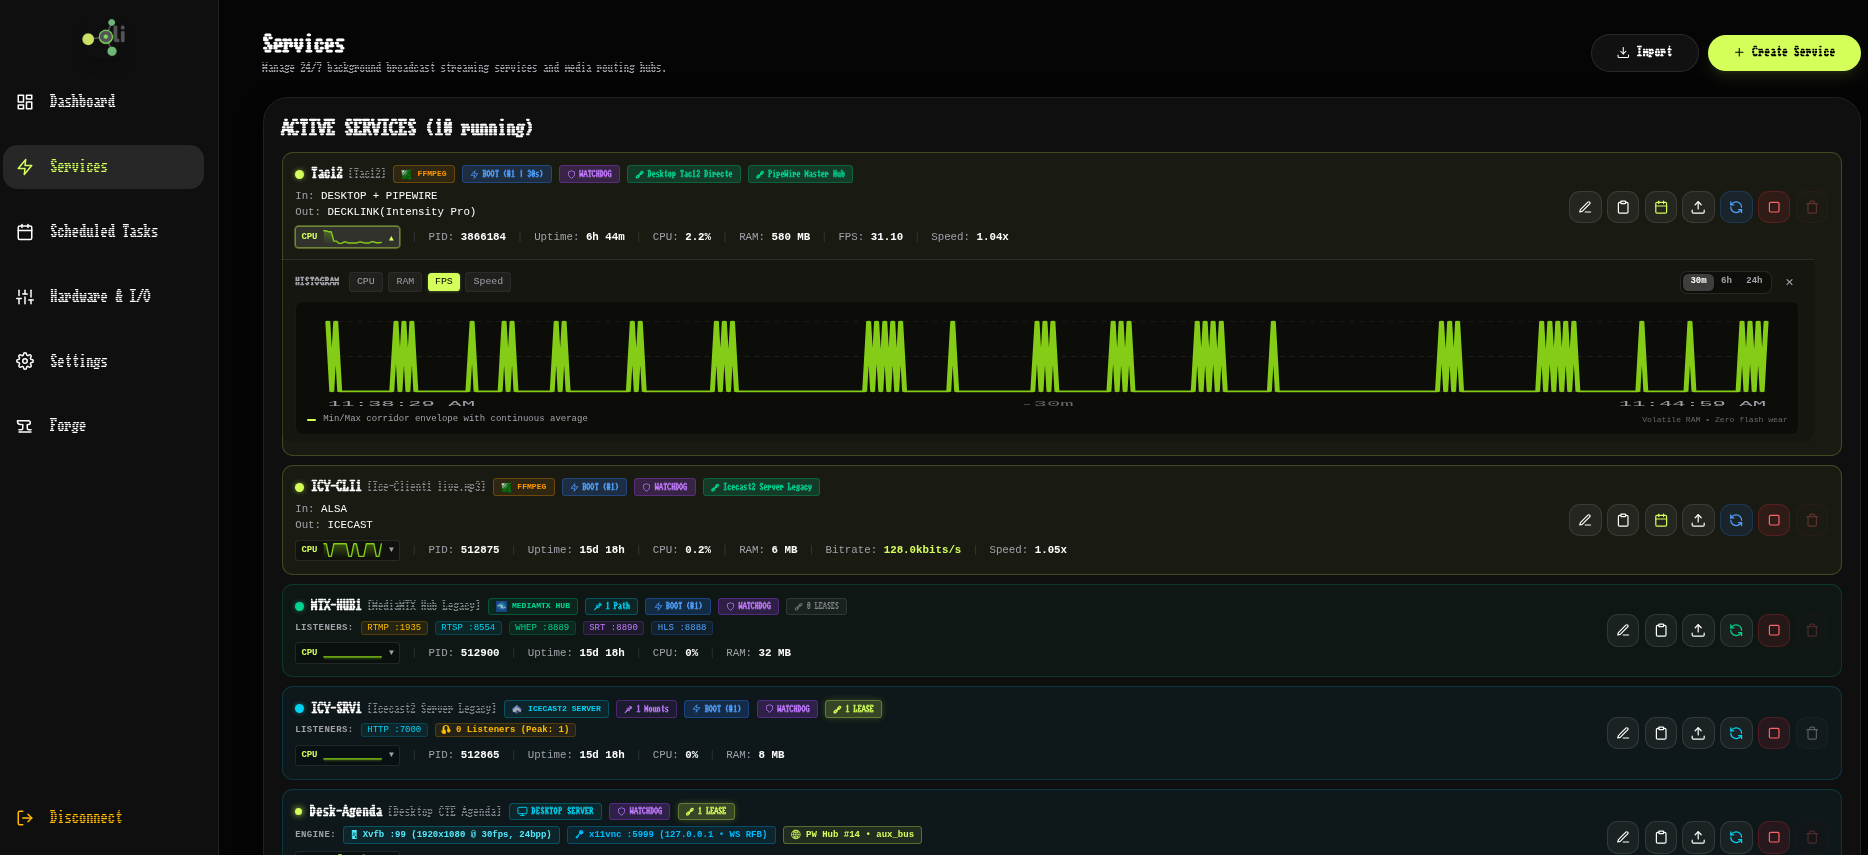 li
Dashboard
Services
Scheduled Tasks
Hardware & I/O
Settings
Forge
Disconnect
Services
Manage 24/7 background broadcast streaming services and media routing hubs.
Import
+ Create Service
ACTIVE SERVICES (10 running)
Taci2 [Taci2] FFMPEG BOOT (#1 | 30s) WATCHDOG Desktop Taci2 Directe PipeWire Master Hub
In: DESKTOP + PIPEWIRE
Out: DECKLINK(Intensity Pro)
CPU ▲ | PID: 3866184 | Uptime: 6h 44m | CPU: 2.2% | RAM: 580 MB | FPS: 31.10 | Speed: 1.04x
HISTOGRAM CPU RAM FPS Speed 30m 6h 24h ✕
11:38:29 AM -30m 11:44:59 AM
Min/Max corridor envelope with continuous average Volatile RAM • Zero flash wear
ICY-CLIi [Ice-Clienti live.mp3] FFMPEG BOOT (#1) WATCHDOG Icecast2 Server Legacy
In: ALSA
Out: ICECAST
CPU ▼ | PID: 512875 | Uptime: 15d 18h | CPU: 0.2% | RAM: 6 MB | Bitrate: 128.0kbits/s | Speed: 1.05x
MTX-HUBi [MediaMTX Hub Legacy] MEDIAMTX HUB 1 Path BOOT (#1) WATCHDOG 0 LEASES
LISTENERS: RTMP :1935 RTSP :8554 WHEP :8889 SRT :8890 HLS :8888
CPU ▼ | PID: 512900 | Uptime: 15d 18h | CPU: 0% | RAM: 32 MB
ICY-SRVi [Icecast2 Server Legacy] ICECAST2 SERVER 1 Mounts BOOT (#1) WATCHDOG 1 LEASE
LISTENERS: HTTP :7000 0 Listeners (Peak: 1)
CPU ▼ | PID: 512865 | Uptime: 15d 18h | CPU: 0% | RAM: 8 MB
Desk-Agenda [Desktop CTE Agenda] DESKTOP SERVER WATCHDOG 1 LEASE
ENGINE: Xvfb :99 (1920x1080 @ 30fps, 24bpp) x11vnc :5999 (127.0.0.1 • WS RFB) PW Hub #14 • aux_bus